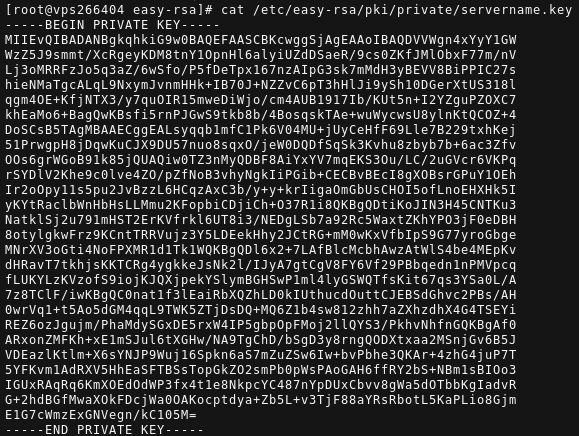 [root@vps266404 easy-rsa]# cat /etc/easy-rsa/pki/private/servername.key
-----BEGIN PRIVATE KEY-----
MIIEvQIBADANBgkqhkiG9w0BAQEFAASCBKcwggSjAgEAAoIBAQDVVWgn4xYyY1GW
WzZ5J9smmt/XcRgeyKDM8tnY1OpnHl6alyiUZdDSaeR/9cs0ZKfJMlObxF77m/nV
Lj3oMRRFzJo5q3aZ/6wSfo/P5fDeTpx167nzAIpG3sk7mMdH3yBEVV8BiPPIC27s
hieNMaTgcALqL9NxymJvnmHHk+IB70J+NZZvC6pT3hHlJi9ySh10DGerXtUS318l
qgm4OE+KfjNTX3/y7quOIR15mweDiWjo/cm4AUB1917Ib/KUt5n+I2YZguPZOXC7
khEaMo6+BagQwKBsfi5rnPJGwS9tkb8b/4BosqskTAe+wuWycwsU8ylnKtQCOZ+4
DoSCsB5TAgMBAAECggEALsyqqb1mfC1Pk6V04MU+jUyCeHfF69Lle7B229txhKej
51PrwgpH8jDqwKuCJX9DU57nuo8sqxO/jeW0DQDfSqSk3Kvhu8zbyb7b+6ac3Zfv
OOs6grWGoB91k85jQUAQiw0TZ3nMyQDBF8AiYxYV7mqEKS3Ou/LC/2uGVcr6VKPq
rSYDlV2Khe9c0lve4ZO/pZfNoB3vhyNgkIiPGib+CECBvBEcI8gXOBsrGPuY1OEh
Ir2oOpy11s5pu2JvBzzL6HCqzAxC3b/y+y+krIigaOmGbUsCHOI5ofLnoEHXHk5I
yKYtRaclbWnHbHsLLMmu2KFopbiCDjiCh+O37R1i8QKBgQDtiKoJIN3H45CNTKu3
NatklSj2u791mHST2ErKVfrkl6UT8i3/NEDgLSb7a92Rc5WaxtZKhYPO3jF0eDBH
8otylgkwFrz9KCntTRRVujz3Y5LDEekHhy2JCtRG+mM0wKxVfbIpS9G77yroGbge
MNrXV3oGti4NoFPXMR1d1Tk1WQKBgQDl6x2+7LAfBlcMcbhAwzAtWlS4be4MEpKv
dHRavT7tkhjsKKTCRg4ygkkeJsNk2l/IJyA7gtCgV8FY6Vf29PBbqedn1nPMVpcq
fLUKYLzKVzofS9iojKJQXjpekYSlymBGHSwP1ml4lyGSWQTfsKit67qs3YSa0L/A
7z8TClF/iwKBgQC0nat1f3lEaiRbXQZhLD0kIUthucdOuttCJEBSdGhvc2PBs/AH
0wrVq1+t5Ao5dGM4qqL9TWK5ZTjDsDQ+MQ6Z1b4sw812zhh7aZXhzdhX4G4TSEYi
REZ6ozJgujm/PhaMdySGxDE5rxW4IP5gbpOpFMoj2llQYS3/PkhvNhfnGQKBgAf0
ARxonZMFKh+xE1mSJul6tXGHw/NA9TgChD/bSgD3y8rngQODXtxaa2MSnjGv6B5J
VDEazlKtlm+X6sYNJP9Wuj16Spkn6aS7mZuZSw6Iw+bvPbhe3QKAr+4zhG4juP7T
5YFKvm1AdRXV5HhEaSFTBSsTopGkZO2smPb0pWsPAoGAH6ffRY2bS+NBm1sBIOo3
IGUxRAqRq6KmXOEdOdWP3fx4t1e8NkpcYC487nYpDUxCbvv8gWa5dOTbbKgIadvR
G+2hdBGfMwaXOkFDcjWa0OAKocptdya+Zb5L+v3TjF88aYRsRbotL5KaPLio8Gjm
E1G7cWmzExGNVegn/kC105M=
-----END PRIVATE KEY-----